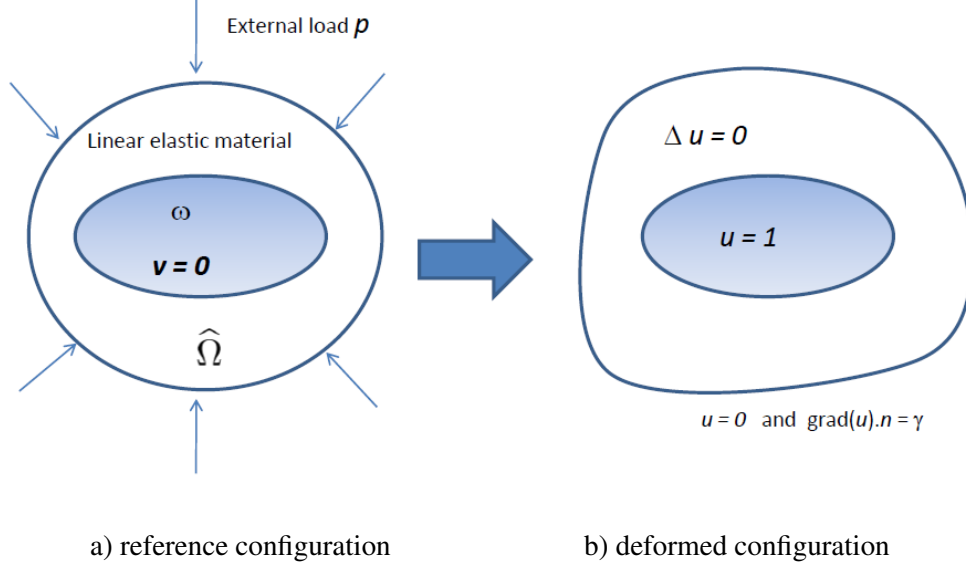 External load p
Linear elastic material
ω
v = 0
Ω̂
Δ u = 0
u = 1
u = 0 and grad(u).n = γ
a) reference configuration
b) deformed configuration